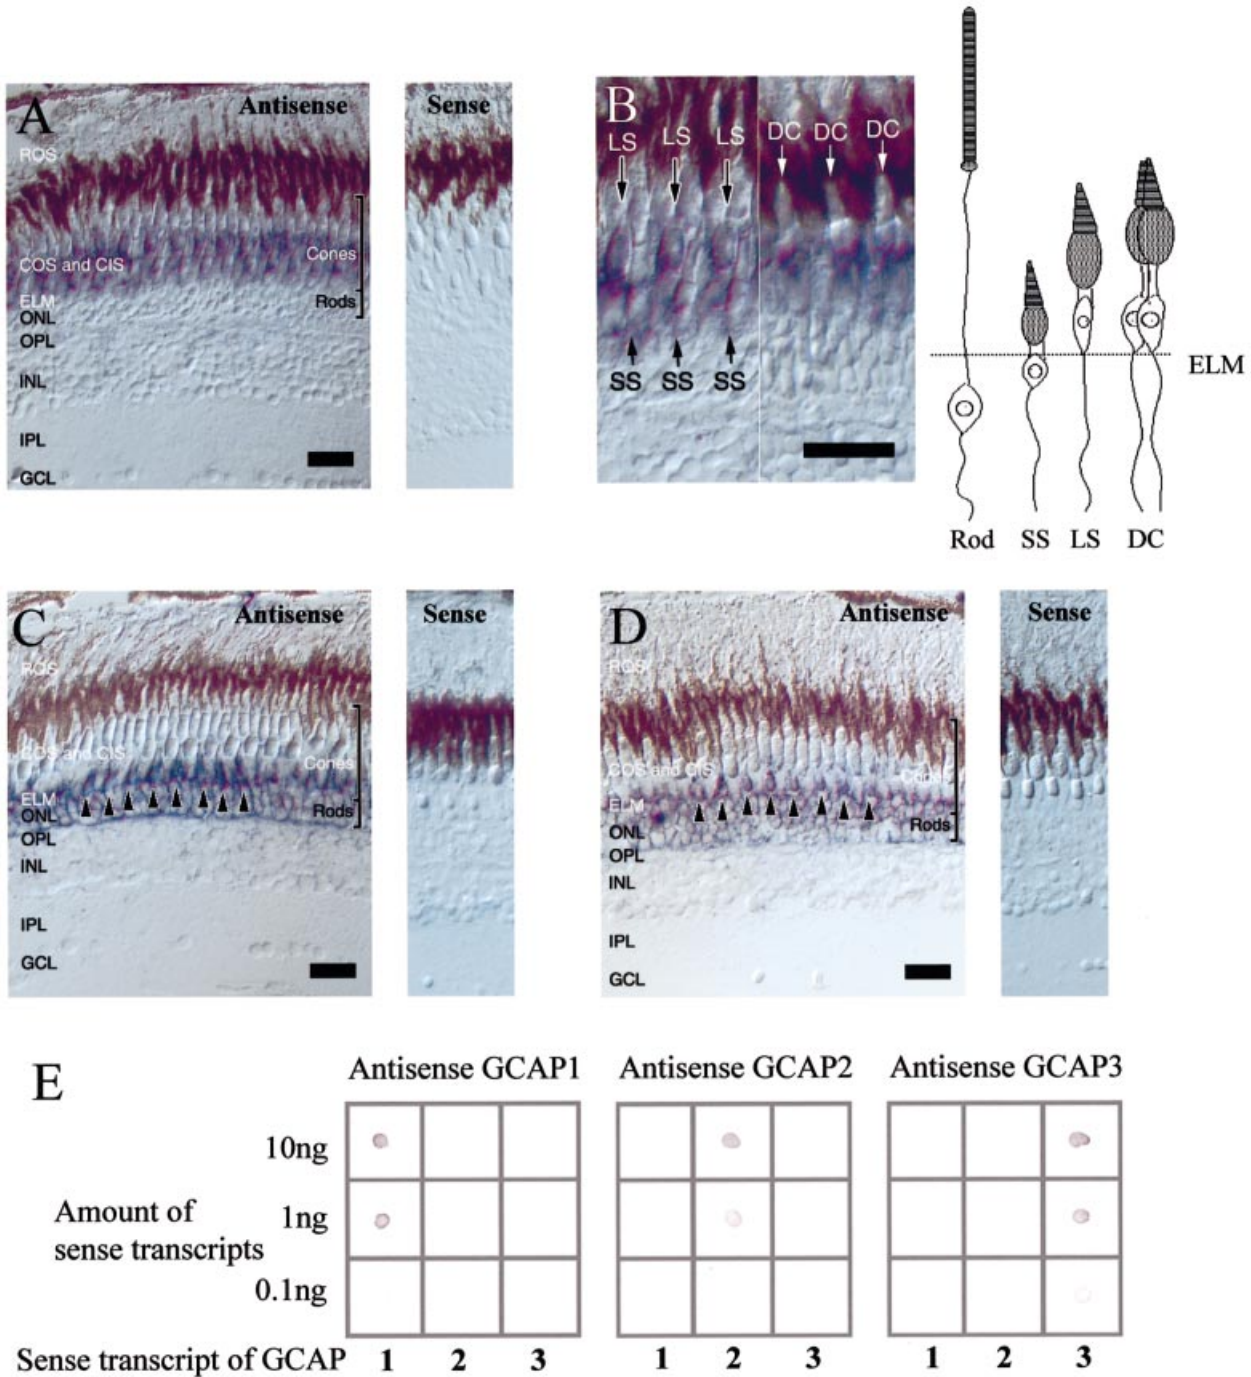 A
Antisense
ROS
Cones
COS and CIS
ELM
Rods
ONL
OPL
INL
IPL
GCL
Sense
B
LS LS LS
DC DC DC
SS SS SS
ELM
Rod SS LS DC
C
Antisense
ROS
COS and CIS
Cones
ELM
ONL
Rods
OPL
INL
IPL
GCL
Sense
D
Antisense
ROS
COS and CIS
Cones
ELM
Rods
ONL
OPL
INL
IPL
GCL
Sense
E
Antisense GCAP1 Antisense GCAP2 Antisense GCAP3
10ng
Amount of
sense transcripts
1ng
0.1ng
Sense transcript of GCAP 1 2 3 1 2 3 1 2 3